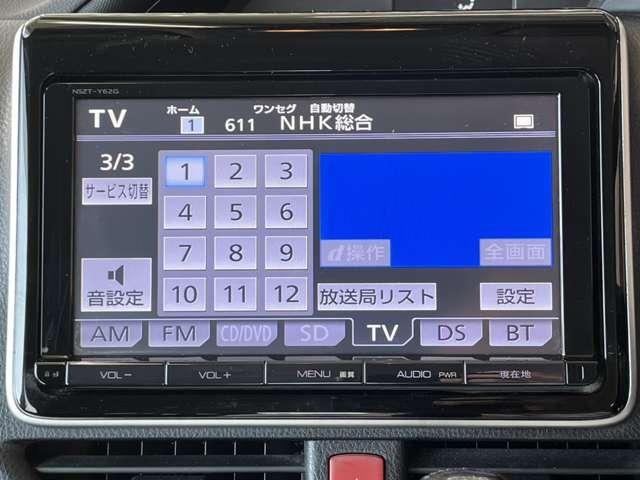 NSZT-Y62G
TV ホーム 1 611 ワンセグ 自動切替 NHK総合
3/3
サービス切替
1 2 3
4 5 6
7 8 9
10 11 12
d操作 全画面
音設定
放送局リスト 設定
AM FM CD/DVD SD TV DS BT
VOL− VOL+ MENU 画質 AUDIO PWR 現在地